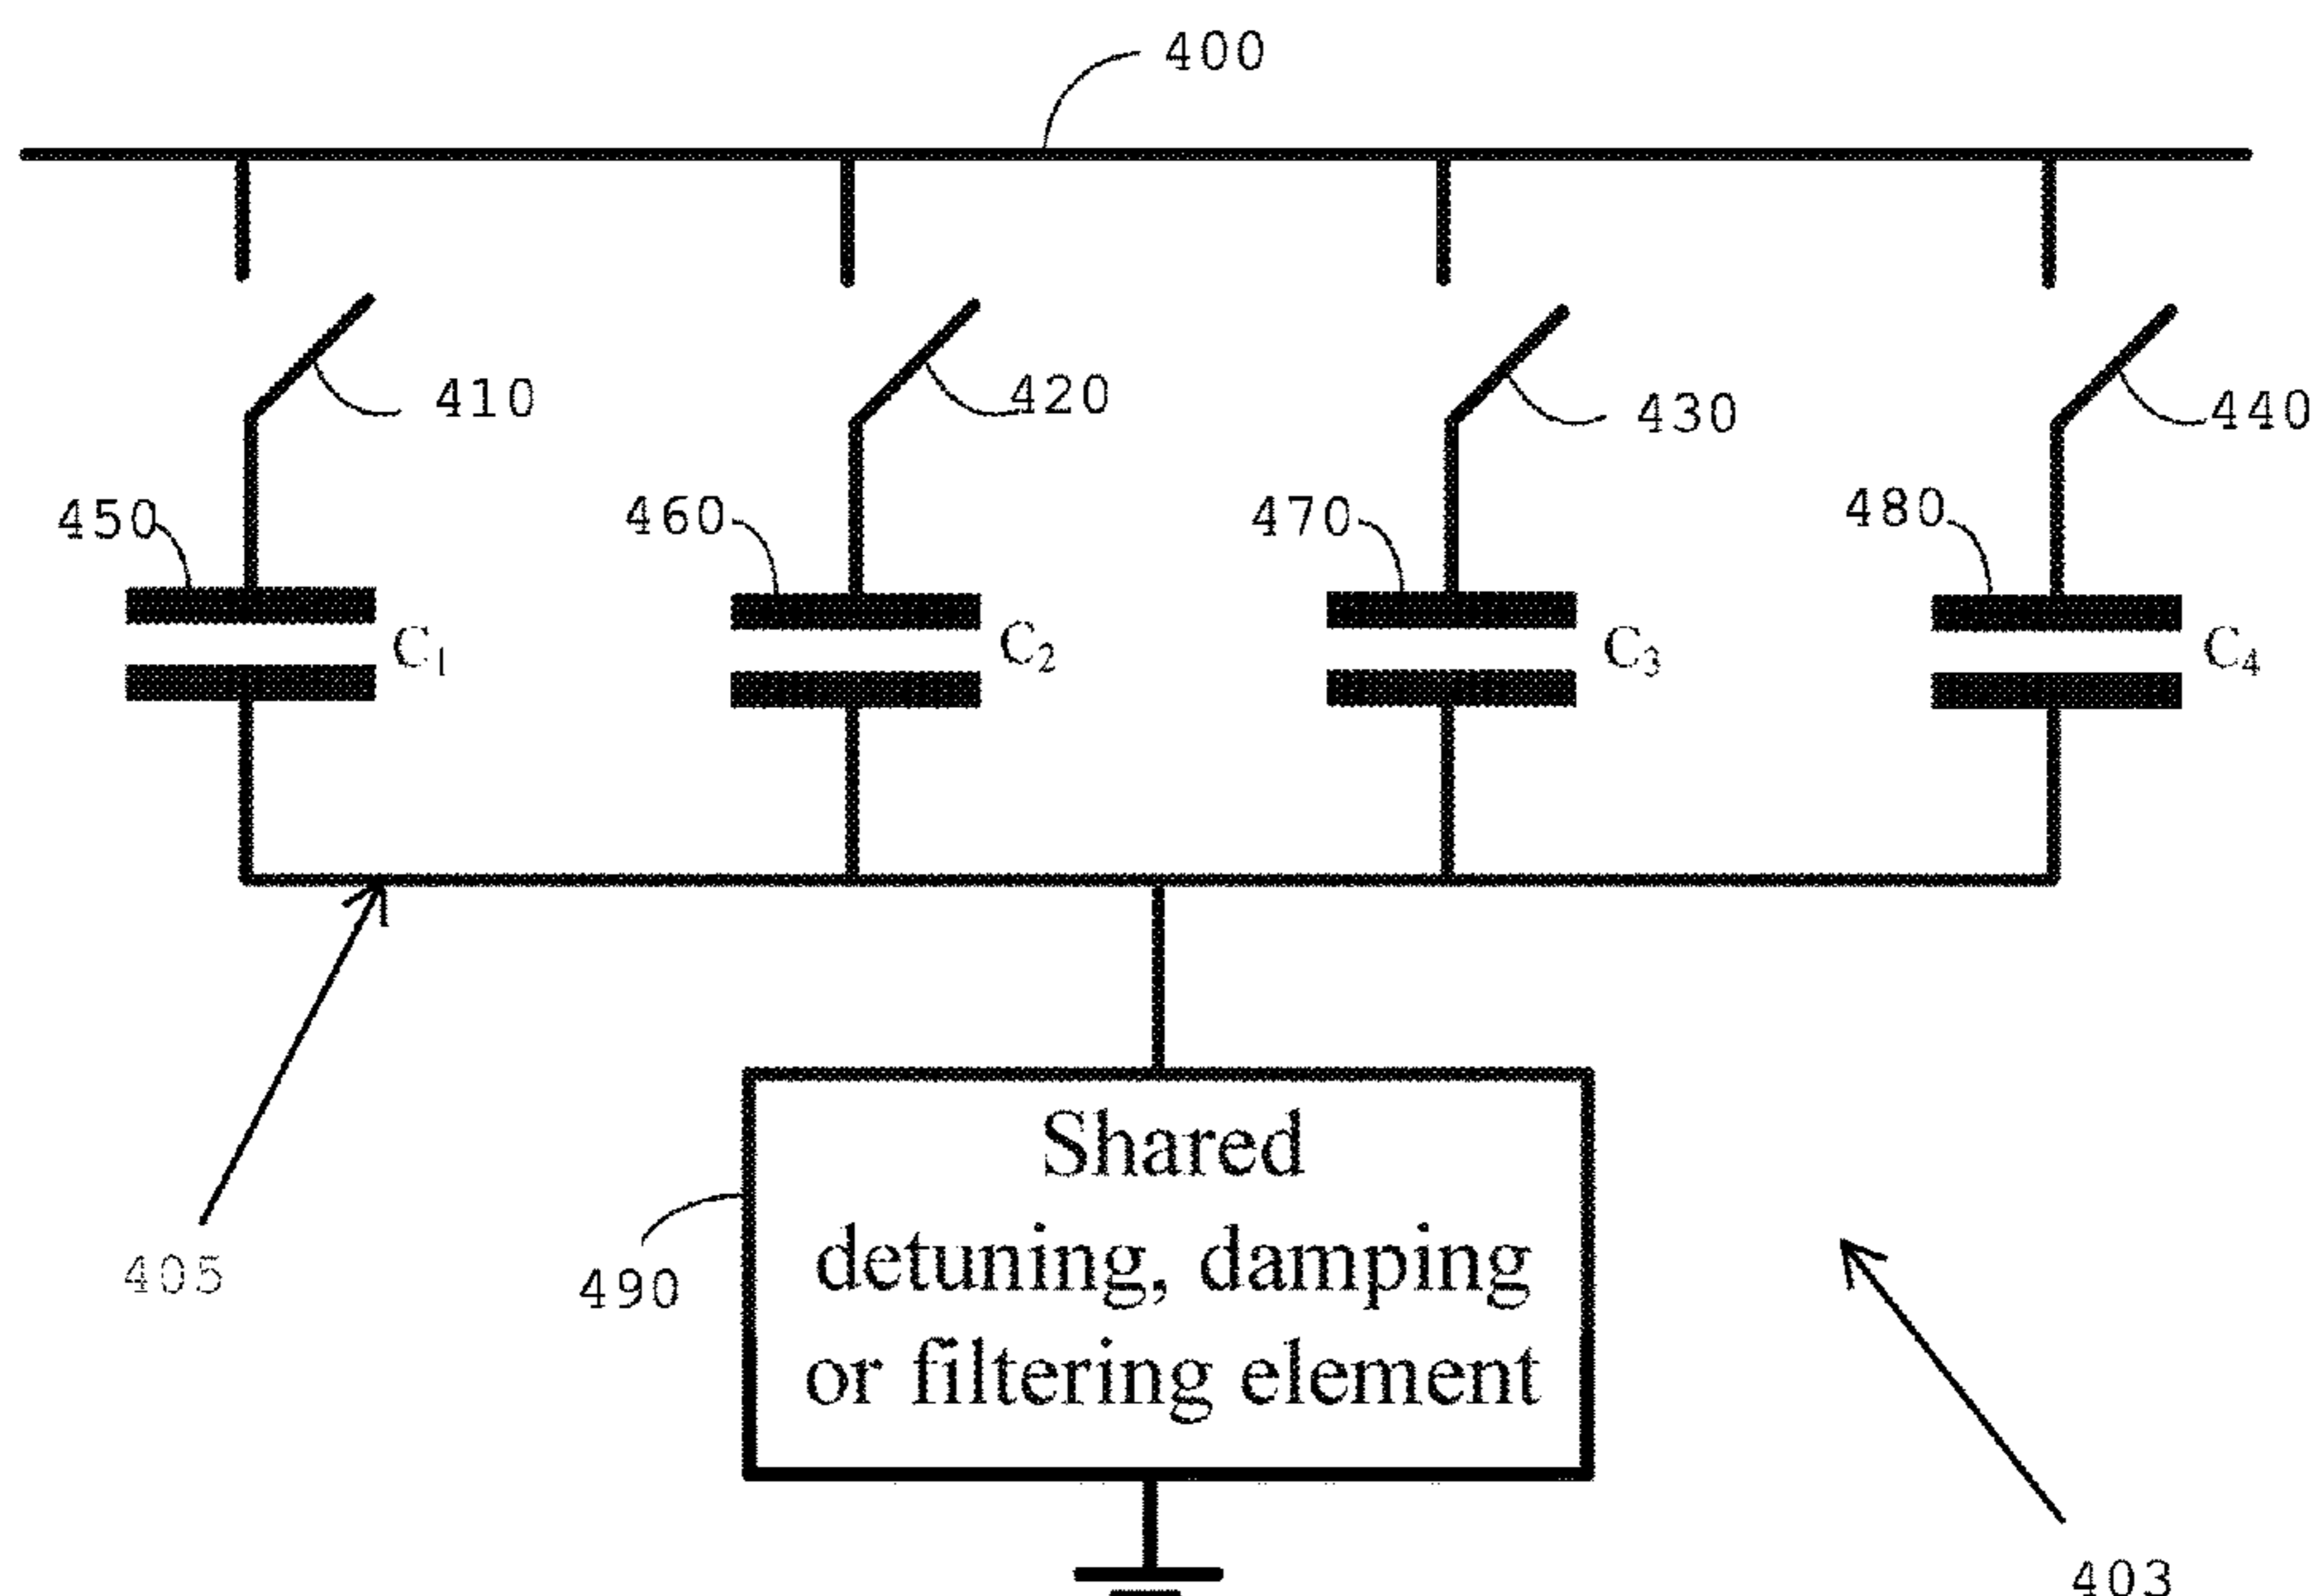 400
410
420
430
440
450
460
470
480
C₁
C₂
C₃
C₄
405
490
Shared
detuning, damping
or filtering element
403